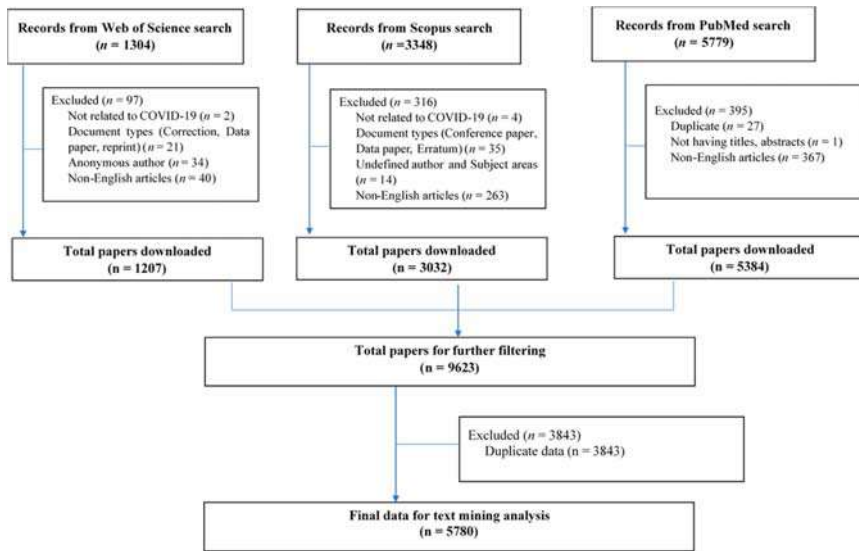 Records from Web of Science search
(n = 1304)
Records from Scopus search
(n =3348)
Records from PubMed search
(n = 5779)
Excluded (n = 97)
Not related to COVID-19 (n = 2)
Document types (Correction, Data
paper, reprint) (n = 21)
Anonymous author (n = 34)
Non-English articles (n = 40)
Excluded (n = 316)
Not related to COVID-19 (n = 4)
Document types (Conference paper,
Data paper, Erratum) (n = 35)
Undefined author and Subject areas
(n = 14)
Non-English articles (n = 263)
Excluded (n = 395)
Duplicate (n = 27)
Not having titles, abstracts (n = 1)
Non-English articles (n = 367)
Total papers downloaded
(n = 1207)
Total papers downloaded
(n = 3032)
Total papers downloaded
(n = 5384)
Total papers for further filtering
(n = 9623)
Excluded (n = 3843)
Duplicate data (n = 3843)
Final data for text mining analysis
(n = 5780)